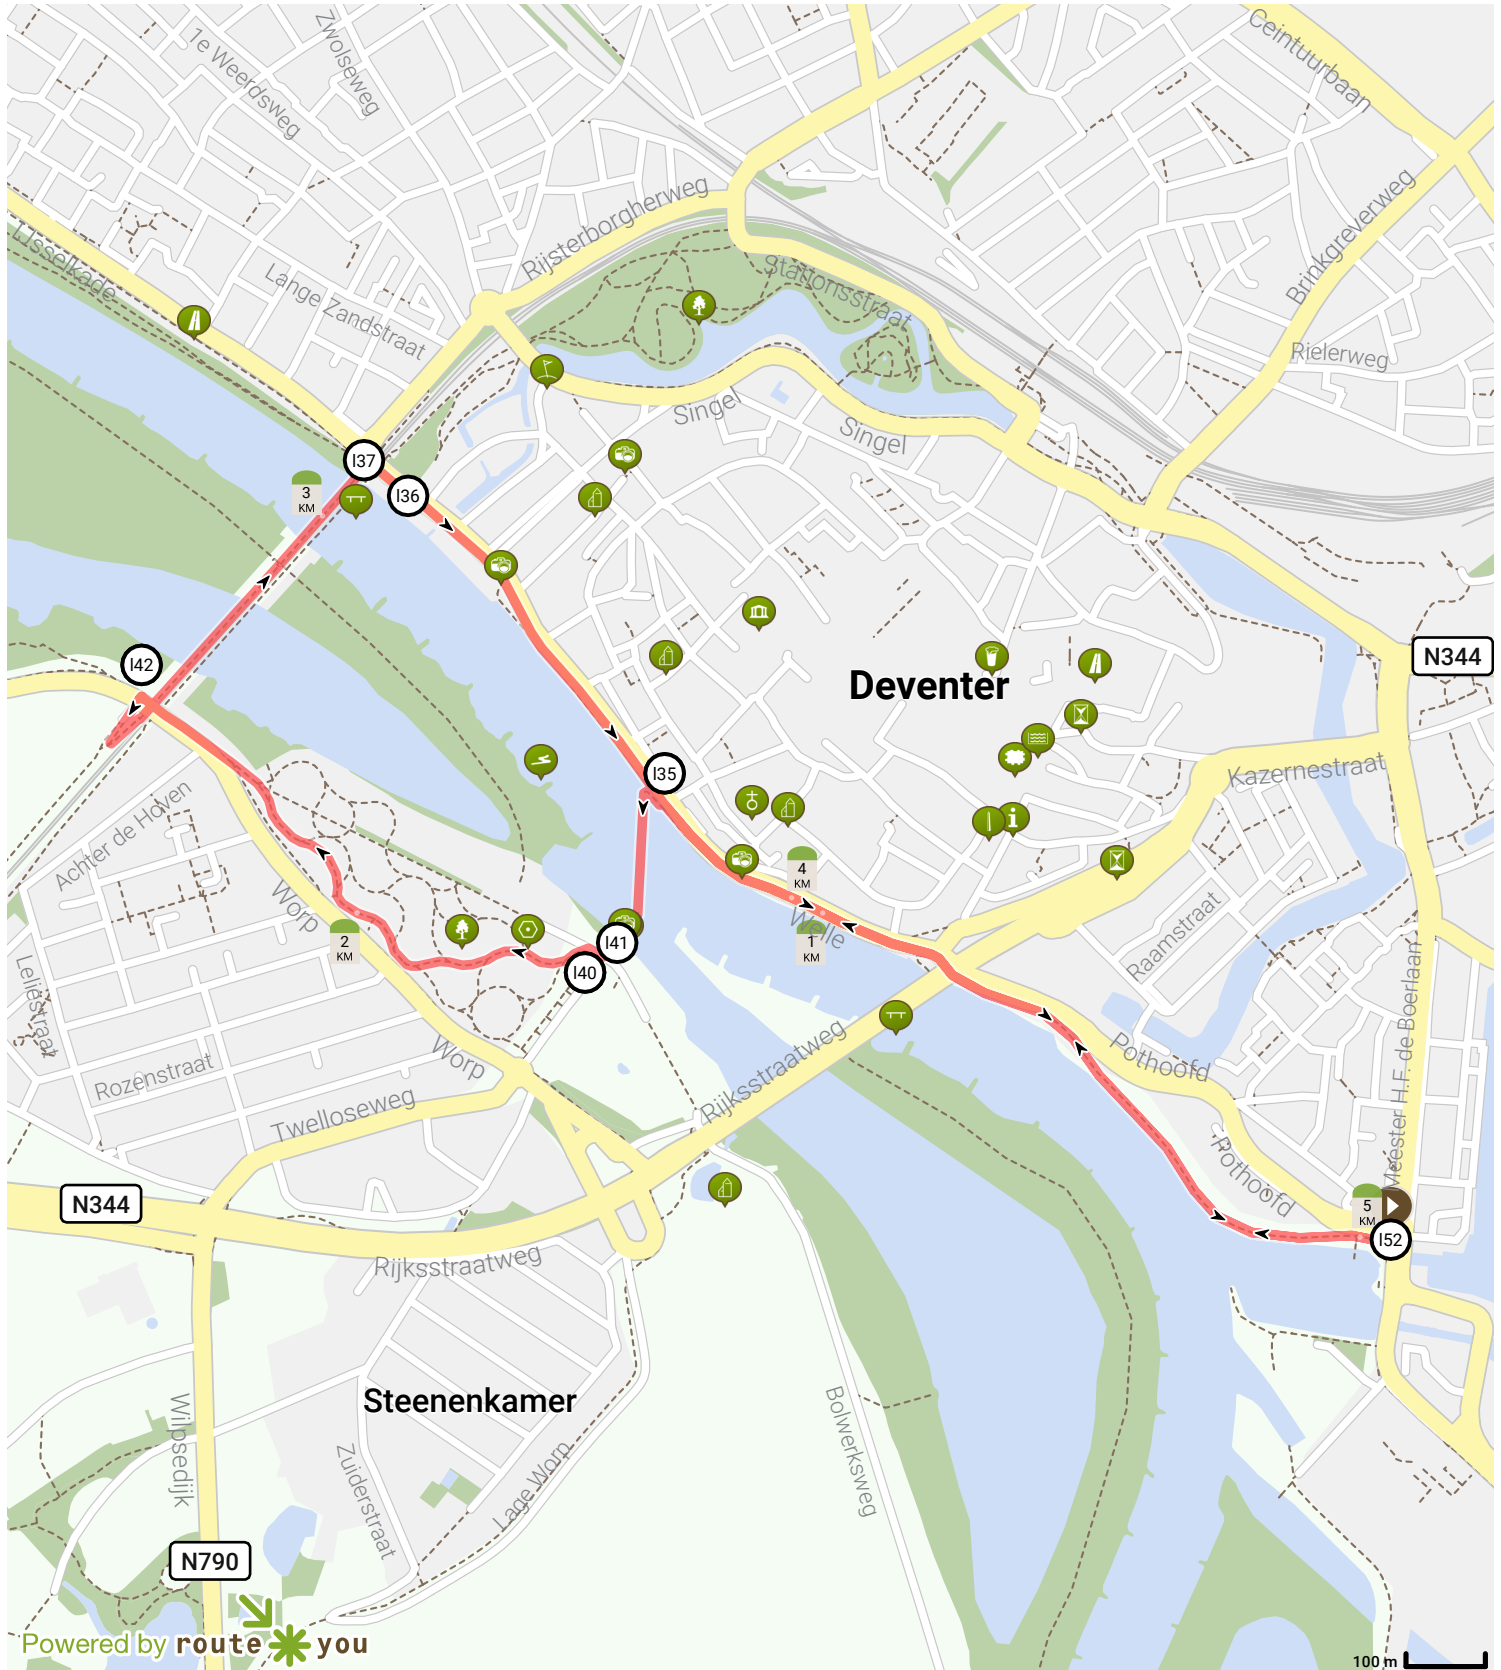 Ceintuurbaan
Zwolseweg
1e Weerdsweg
Rijsterborgherweg
Brinkgreverweg
IJsselkade
Stationsstraat
Lange Zandstraat
Rielerweg
Singel
Singel
I37
3
KM
I36
I42
N344
Deventer
I35
Kazernestraat
Achter de Hoven
4
KM
Worp
Welle
2
KM
1
KM
I41
I40
Raamstraat
Leliestraat
Meester H.F. de Boerlaan
Rijksstraatweg
Worp
Pothoofd
Rozenstraat
Twelloseweg
Pothoofd
N344
5
KM
I52
Rijksstraatweg
Steenenkamer
Wilpsedijk
Bolwerksweg
Zuiderstraat
Lage Worp
N790
Powered by route you
100 m